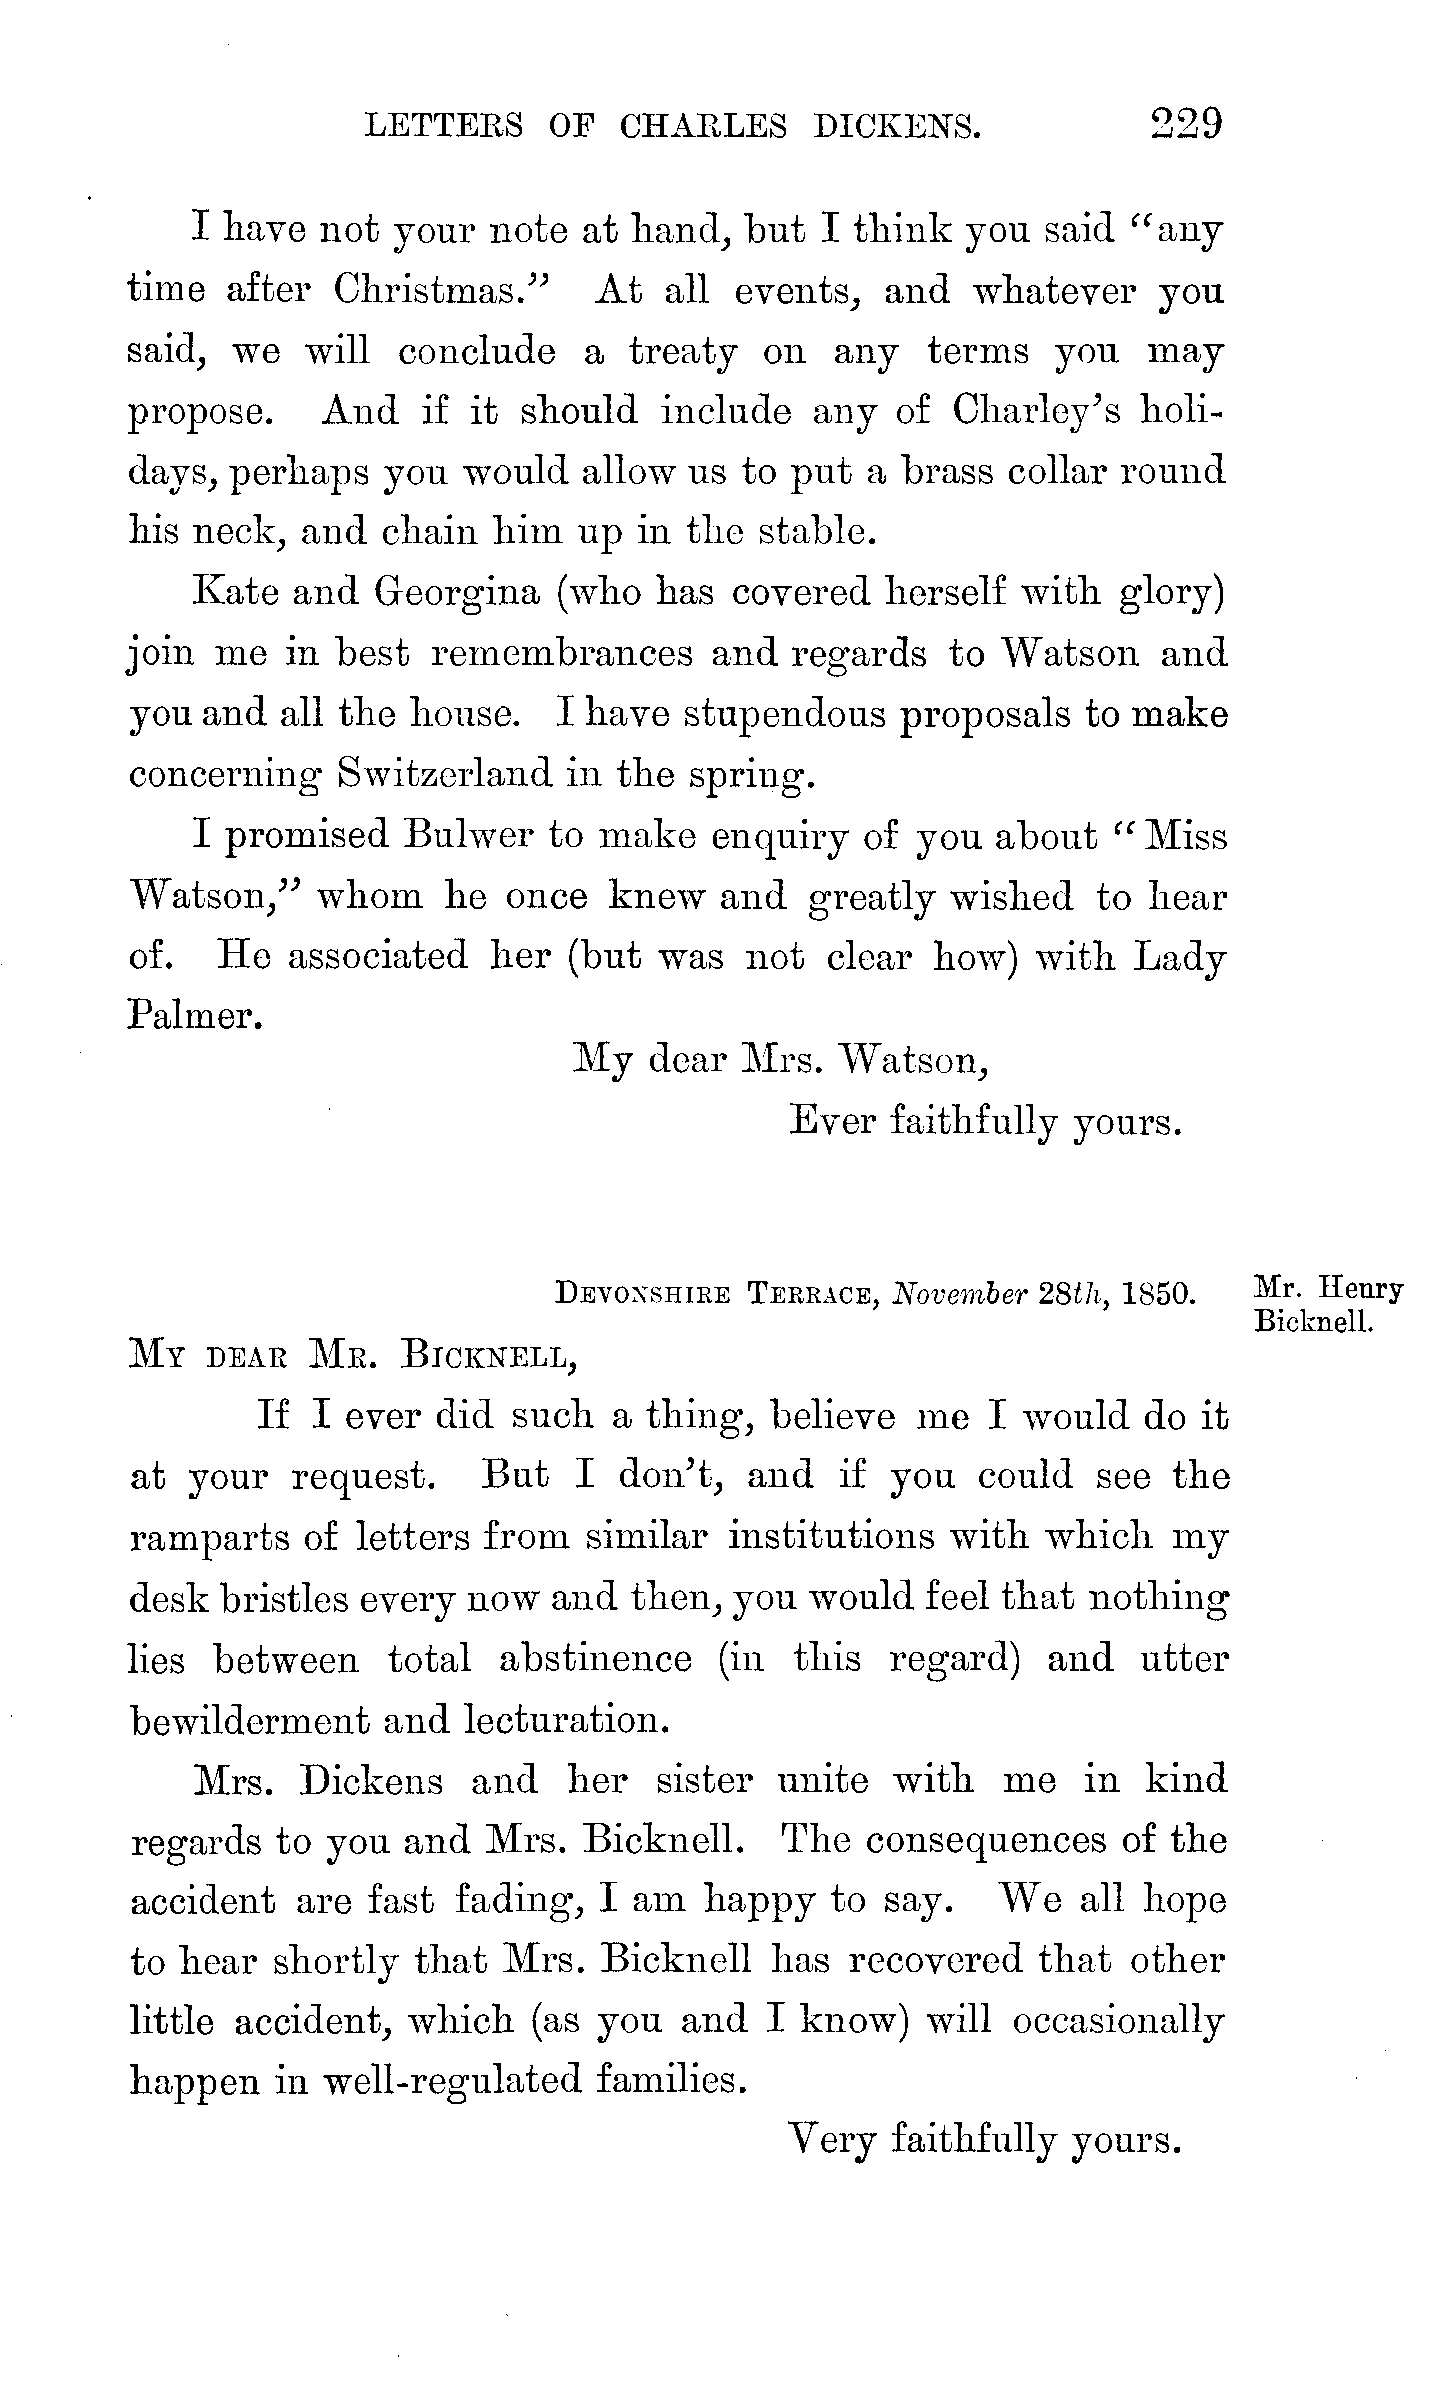 LETTERS OF CHARLES DICKENS. 229
I have not your note at hand, but I think you said "any
time after Christmas." At all events, and whatever you
said, we will conclude a treaty on any terms you may
propose. And if it should include any of Charley's holi-
days, perhaps you would allow us to put a brass collar round
his neck, and chain him up in the stable.
Kate and Georgina (who has covered herself with glory)
join me in best remembrances and regards to Watson and
you and all the house. I have stupendous proposals to make
concerning Switzerland in the spring.
I promised Bulwer to make enquiry of you about "Miss
Watson," whom he once knew and greatly wished to hear
of. He associated her (but was not clear how) with Lady
Palmer.
My dear Mrs. Watson,
Ever faithfully yours.
DEVONSHIRE TERRACE, November 28th, 1850.
Mr. Henry
Bicknell.
MY DEAR MR. BICKNELL,
If I ever did such a thing, believe me I would do it
at your request. But I don't, and if you could see the
ramparts of letters from similar institutions with which my
desk bristles every now and then, you would feel that nothing
lies between total abstinence (in this regard) and utter
bewilderment and lecturation.
Mrs. Dickens and her sister unite with me in kind
regards to you and Mrs. Bicknell. The consequences of the
accident are fast fading, I am happy to say. We all hope
to hear shortly that Mrs. Bicknell has recovered that other
little accident, which (as you and I know) will occasionally
happen in well-regulated families.
Very faithfully yours.